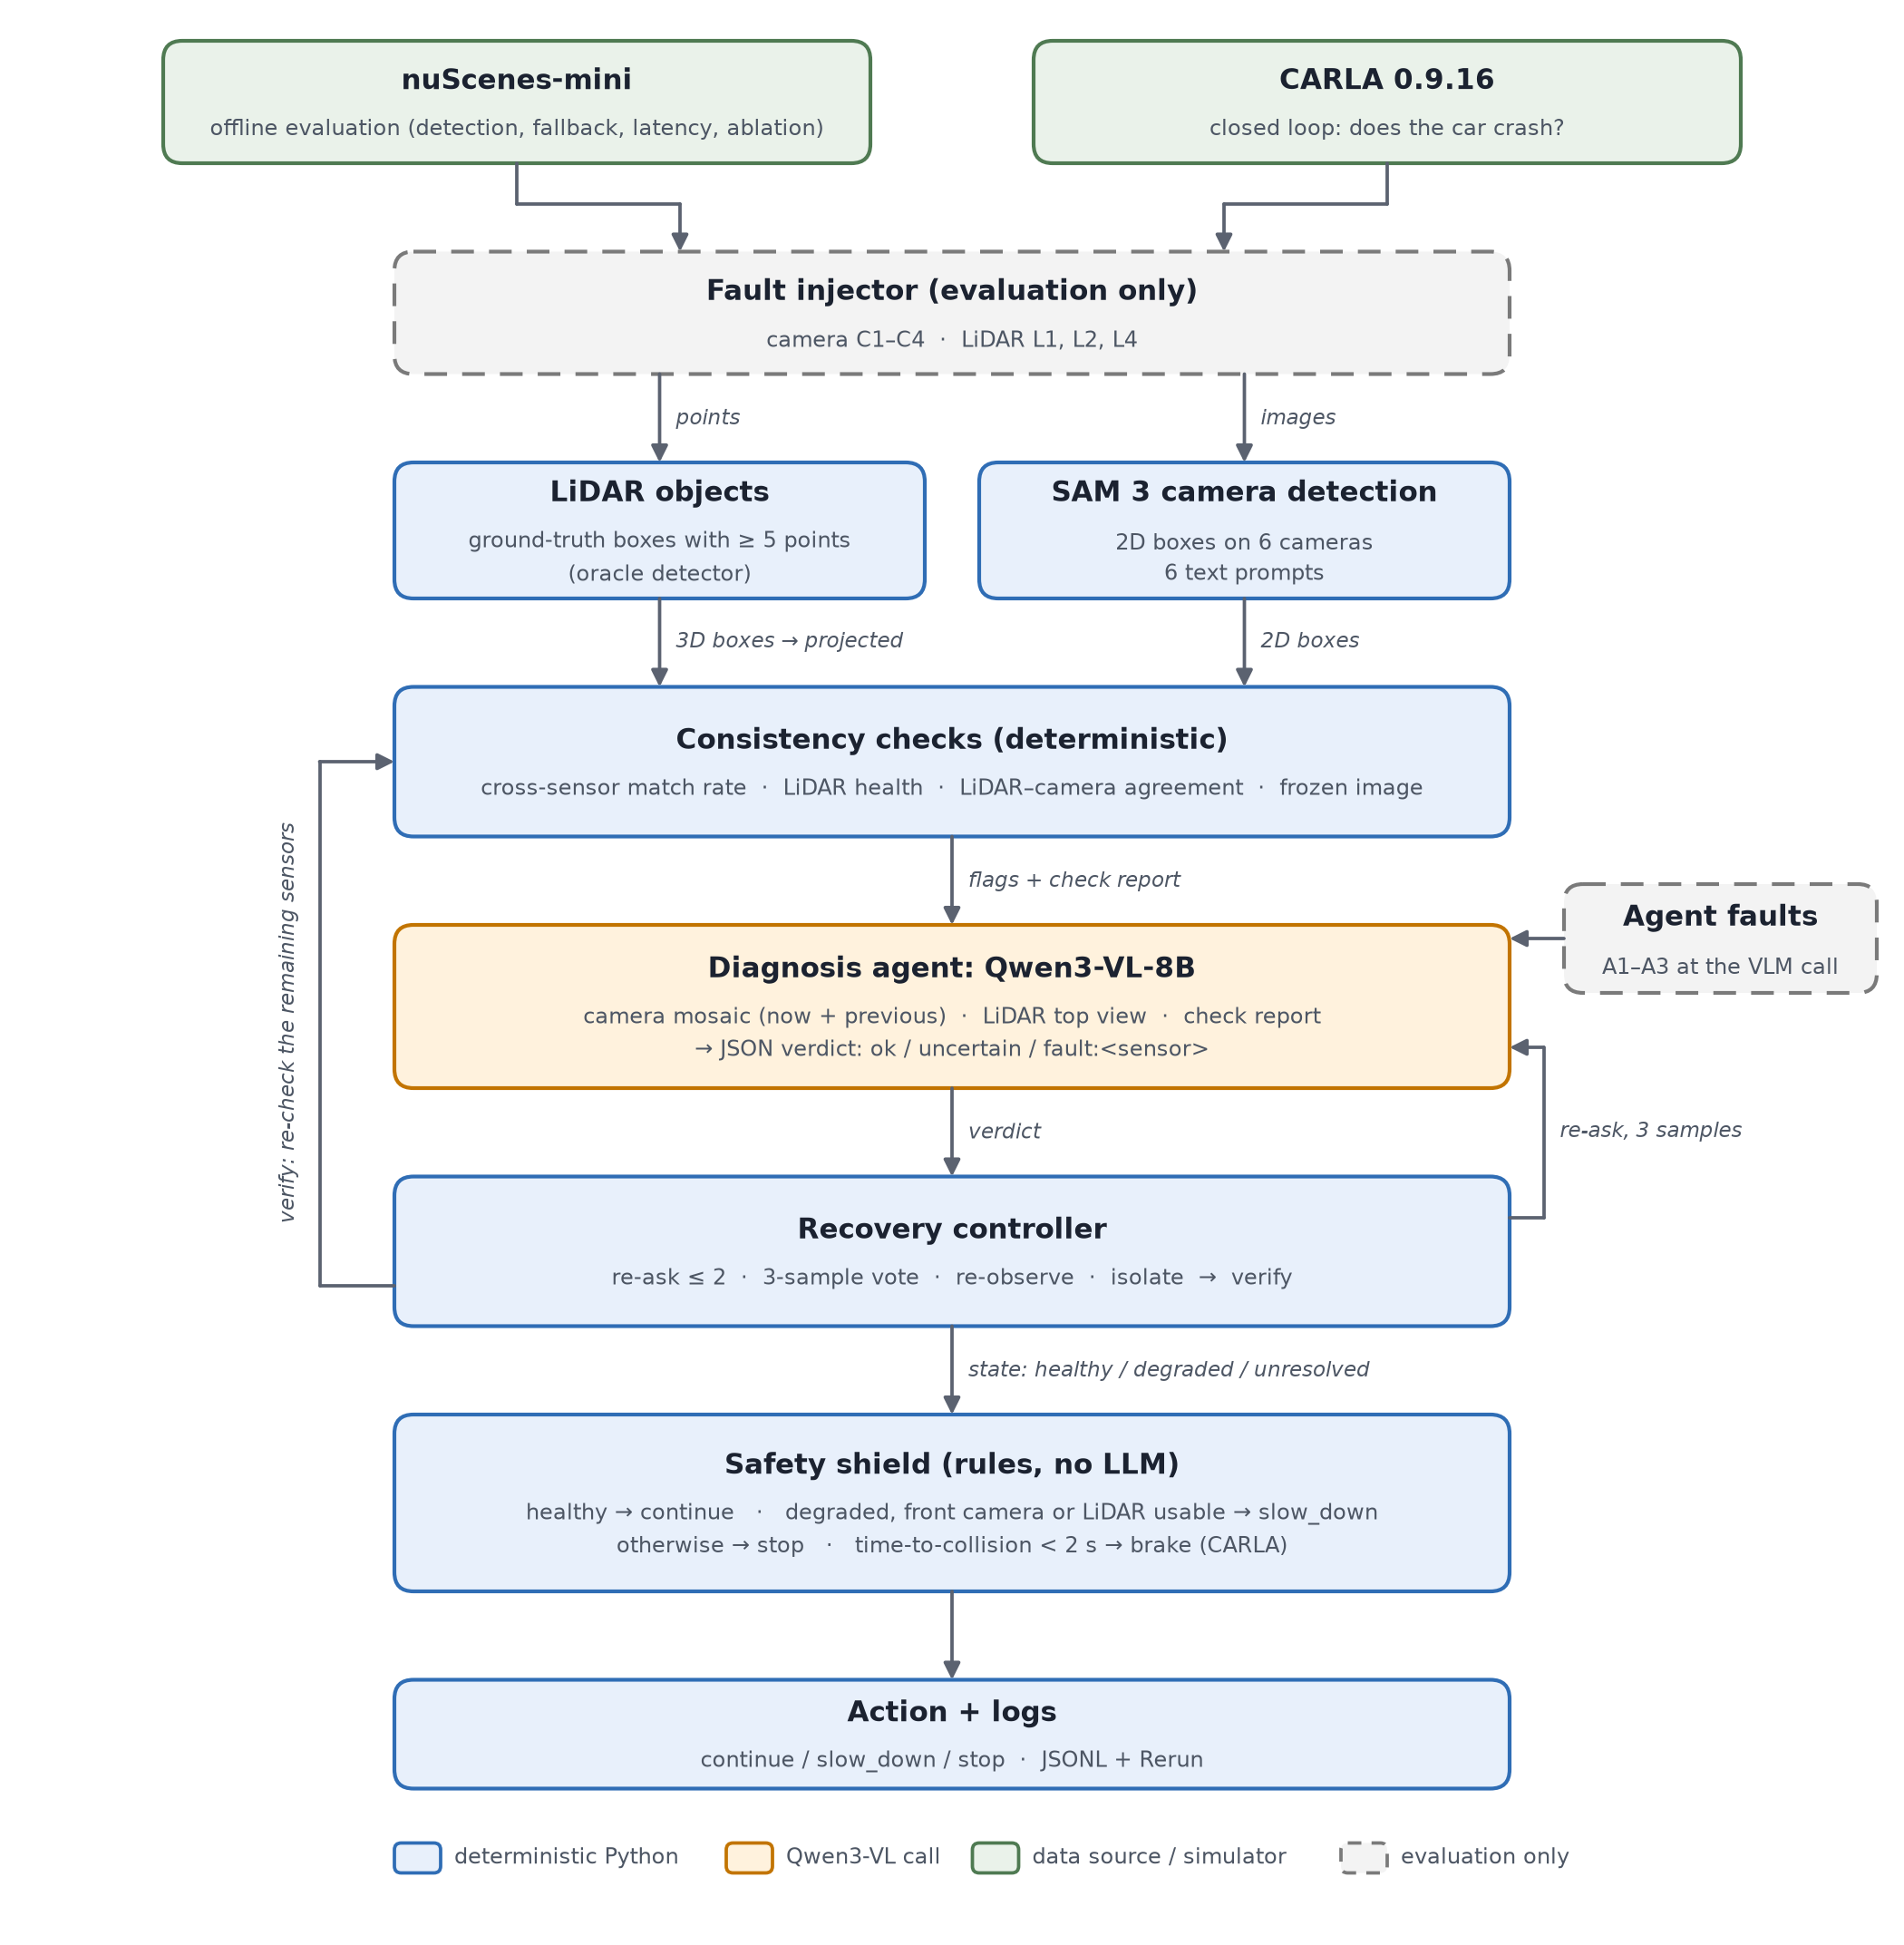 nuScenes-mini
offline evaluation (detection, fallback, latency, ablation)
CARLA 0.9.16
closed loop: does the car crash?
Fault injector (evaluation only)
camera C1–C4 · LiDAR L1, L2, L4
points
images
LiDAR objects
ground-truth boxes with ≥ 5 points
(oracle detector)
SAM 3 camera detection
2D boxes on 6 cameras
6 text prompts
3D boxes → projected
2D boxes
Consistency checks (deterministic)
cross-sensor match rate · LiDAR health · LiDAR–camera agreement · frozen image
verify: re-check the remaining sensors
flags + check report
Agent faults
A1–A3 at the VLM call
Diagnosis agent: Qwen3-VL-8B
camera mosaic (now + previous) · LiDAR top view · check report
→ JSON verdict: ok / uncertain / fault:<sensor>
verdict
re-ask, 3 samples
Recovery controller
re-ask ≤ 2 · 3-sample vote · re-observe · isolate → verify
state: healthy / degraded / unresolved
Safety shield (rules, no LLM)
healthy → continue · degraded, front camera or LiDAR usable → slow_down
otherwise → stop · time-to-collision < 2 s → brake (CARLA)
Action + logs
continue / slow_down / stop · JSONL + Rerun
deterministic Python
Qwen3-VL call
data source / simulator
evaluation only